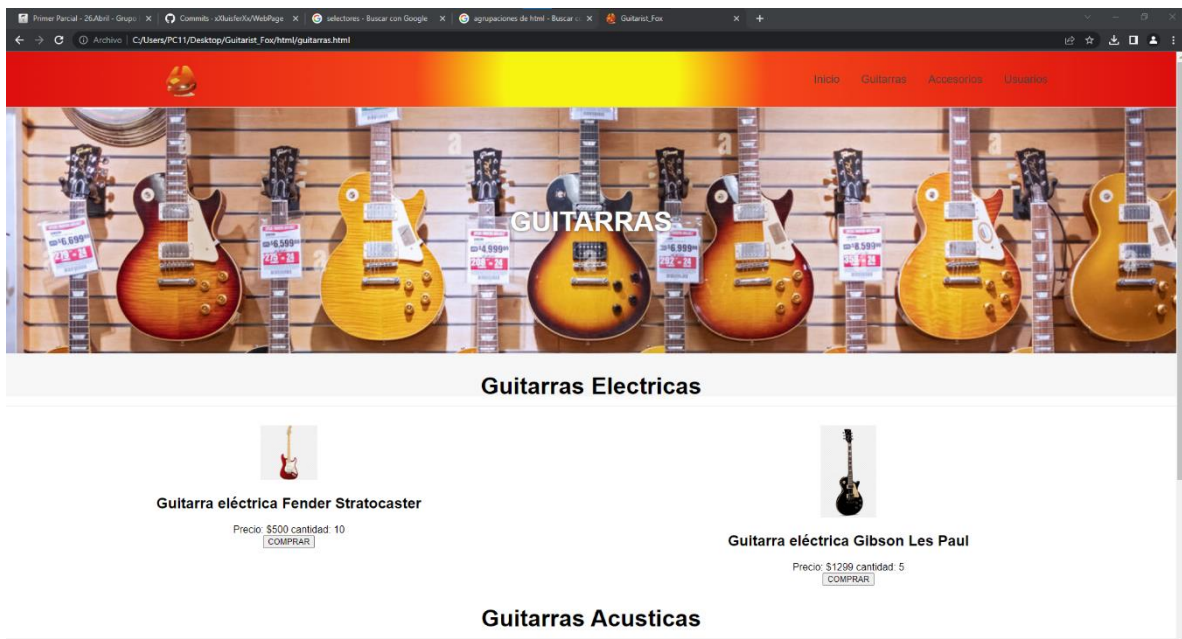 Primer Parcial - 26.Abril - Grupo
Commits · xXluisferXx/WebPage
selectores - Buscar con Google
agrupaciones de html - Buscar c
Guitarist_Fox
Archivo C:/Users/PC11/Desktop/Guitarist_Fox/html/guitarras.html
Inicio Guitarras Accesorios Usuarios
GUITARRAS
Guitarras Electricas
Guitarra eléctrica Fender Stratocaster
Precio: $500 cantidad: 10
COMPRAR
Guitarra eléctrica Gibson Les Paul
Precio: $1299 cantidad: 5
COMPRAR
Guitarras Acusticas